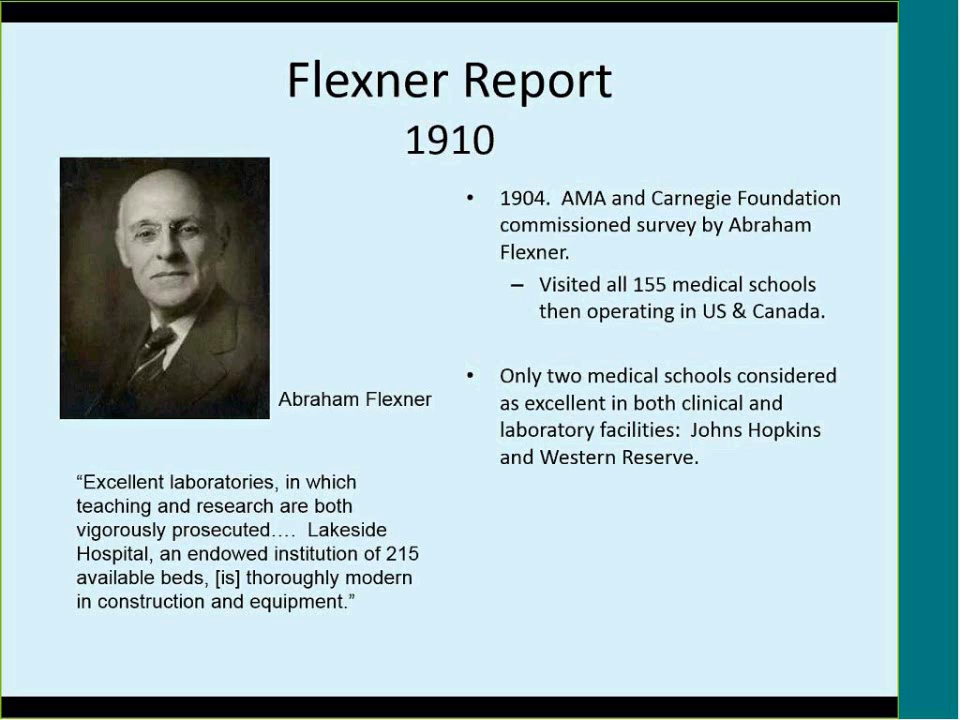 Flexner Report
1910
• 1904.  AMA and Carnegie Foundation
commissioned survey by Abraham
Flexner.
– Visited all 155 medical schools
then operating in US & Canada.
• Only two medical schools considered
as excellent in both clinical and
laboratory facilities:  Johns Hopkins
and Western Reserve.
Abraham Flexner
“Excellent laboratories, in which
teaching and research are both
vigorously prosecuted….  Lakeside
Hospital, an endowed institution of 215
available beds, [is] thoroughly modern
in construction and equipment.”